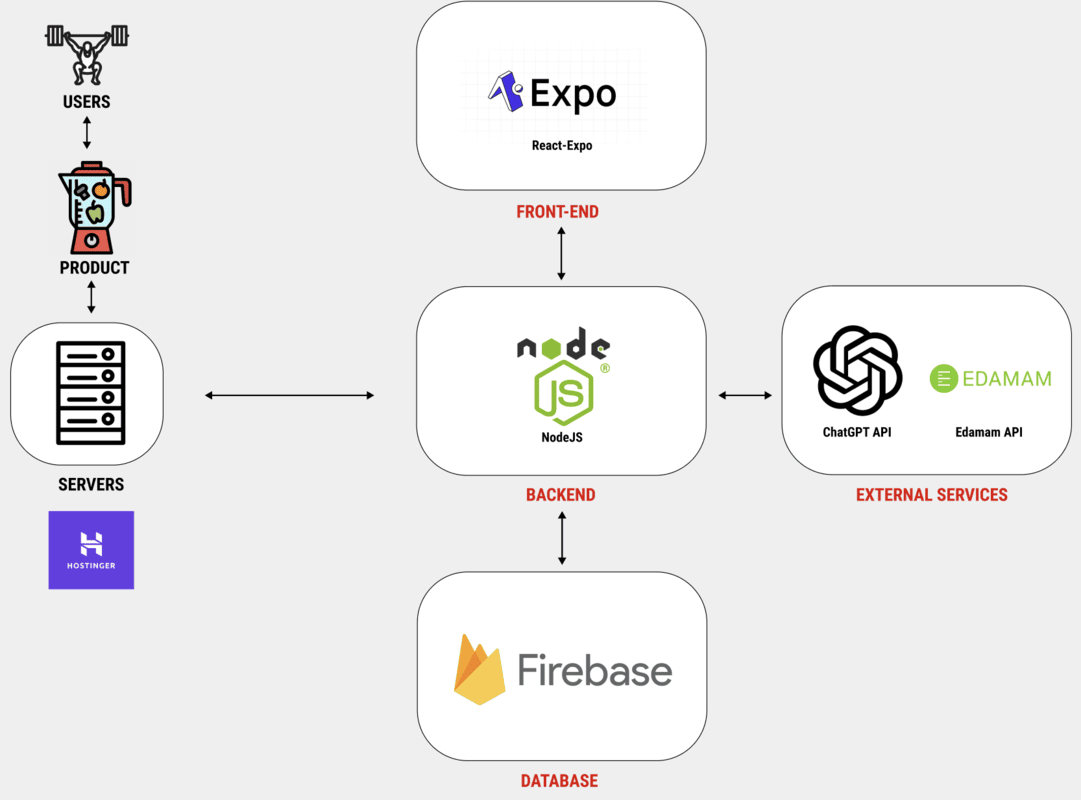 USERS
PRODUCT
SERVERS
HOSTINGER
Expo
React-Expo
FRONT-END
node
JS
®
NodeJS
BACKEND
EDAMAM
ChatGPT API
Edamam API
EXTERNAL SERVICES
Firebase
DATABASE